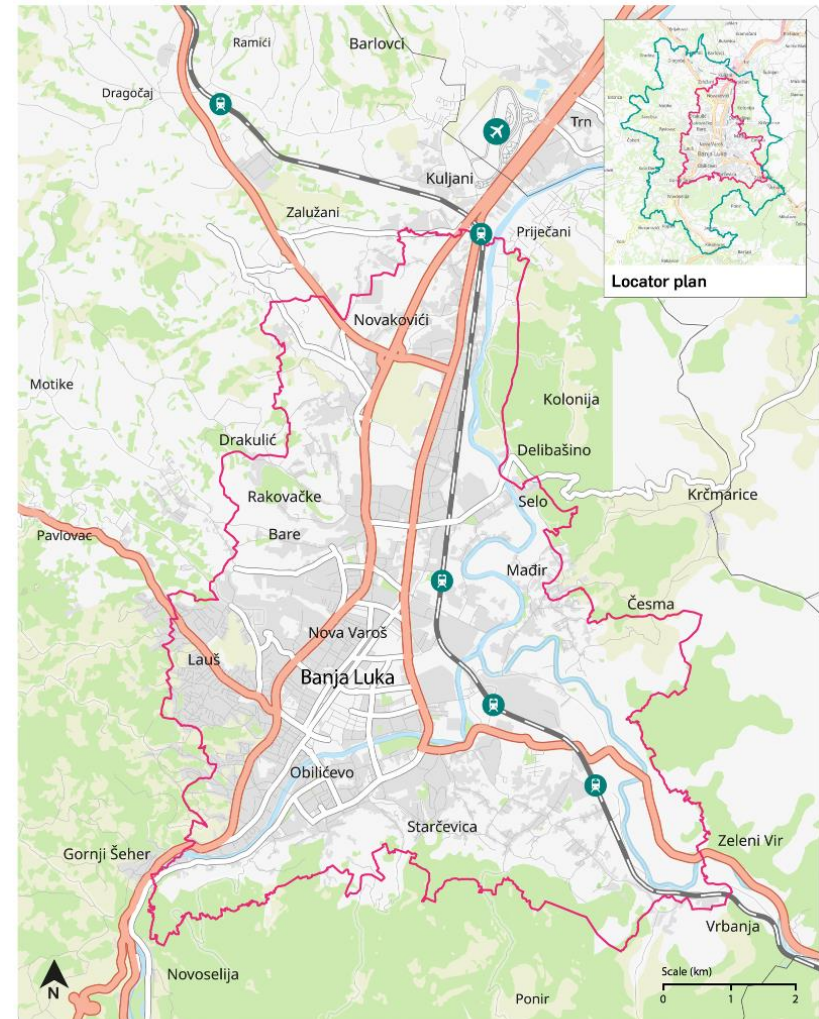 Ramići
Barlovci
Dragočaj
Trn
Kuljani
Zalužani
Priječani
Locator plan
Novakovići
Motike
Kolonija
Drakulić
Delibašino
Rakovačke
Selo
Krčmarice
Bare
Pavlovac
Mađir
Česma
Nova Varoš
Lauš
Banja Luka
Obilićevo
Starčevica
Zeleni Vir
Gornji Šeher
Vrbanja
Novoselija
Scale (km)
N
Ponir
0 1 2
Banja Luka